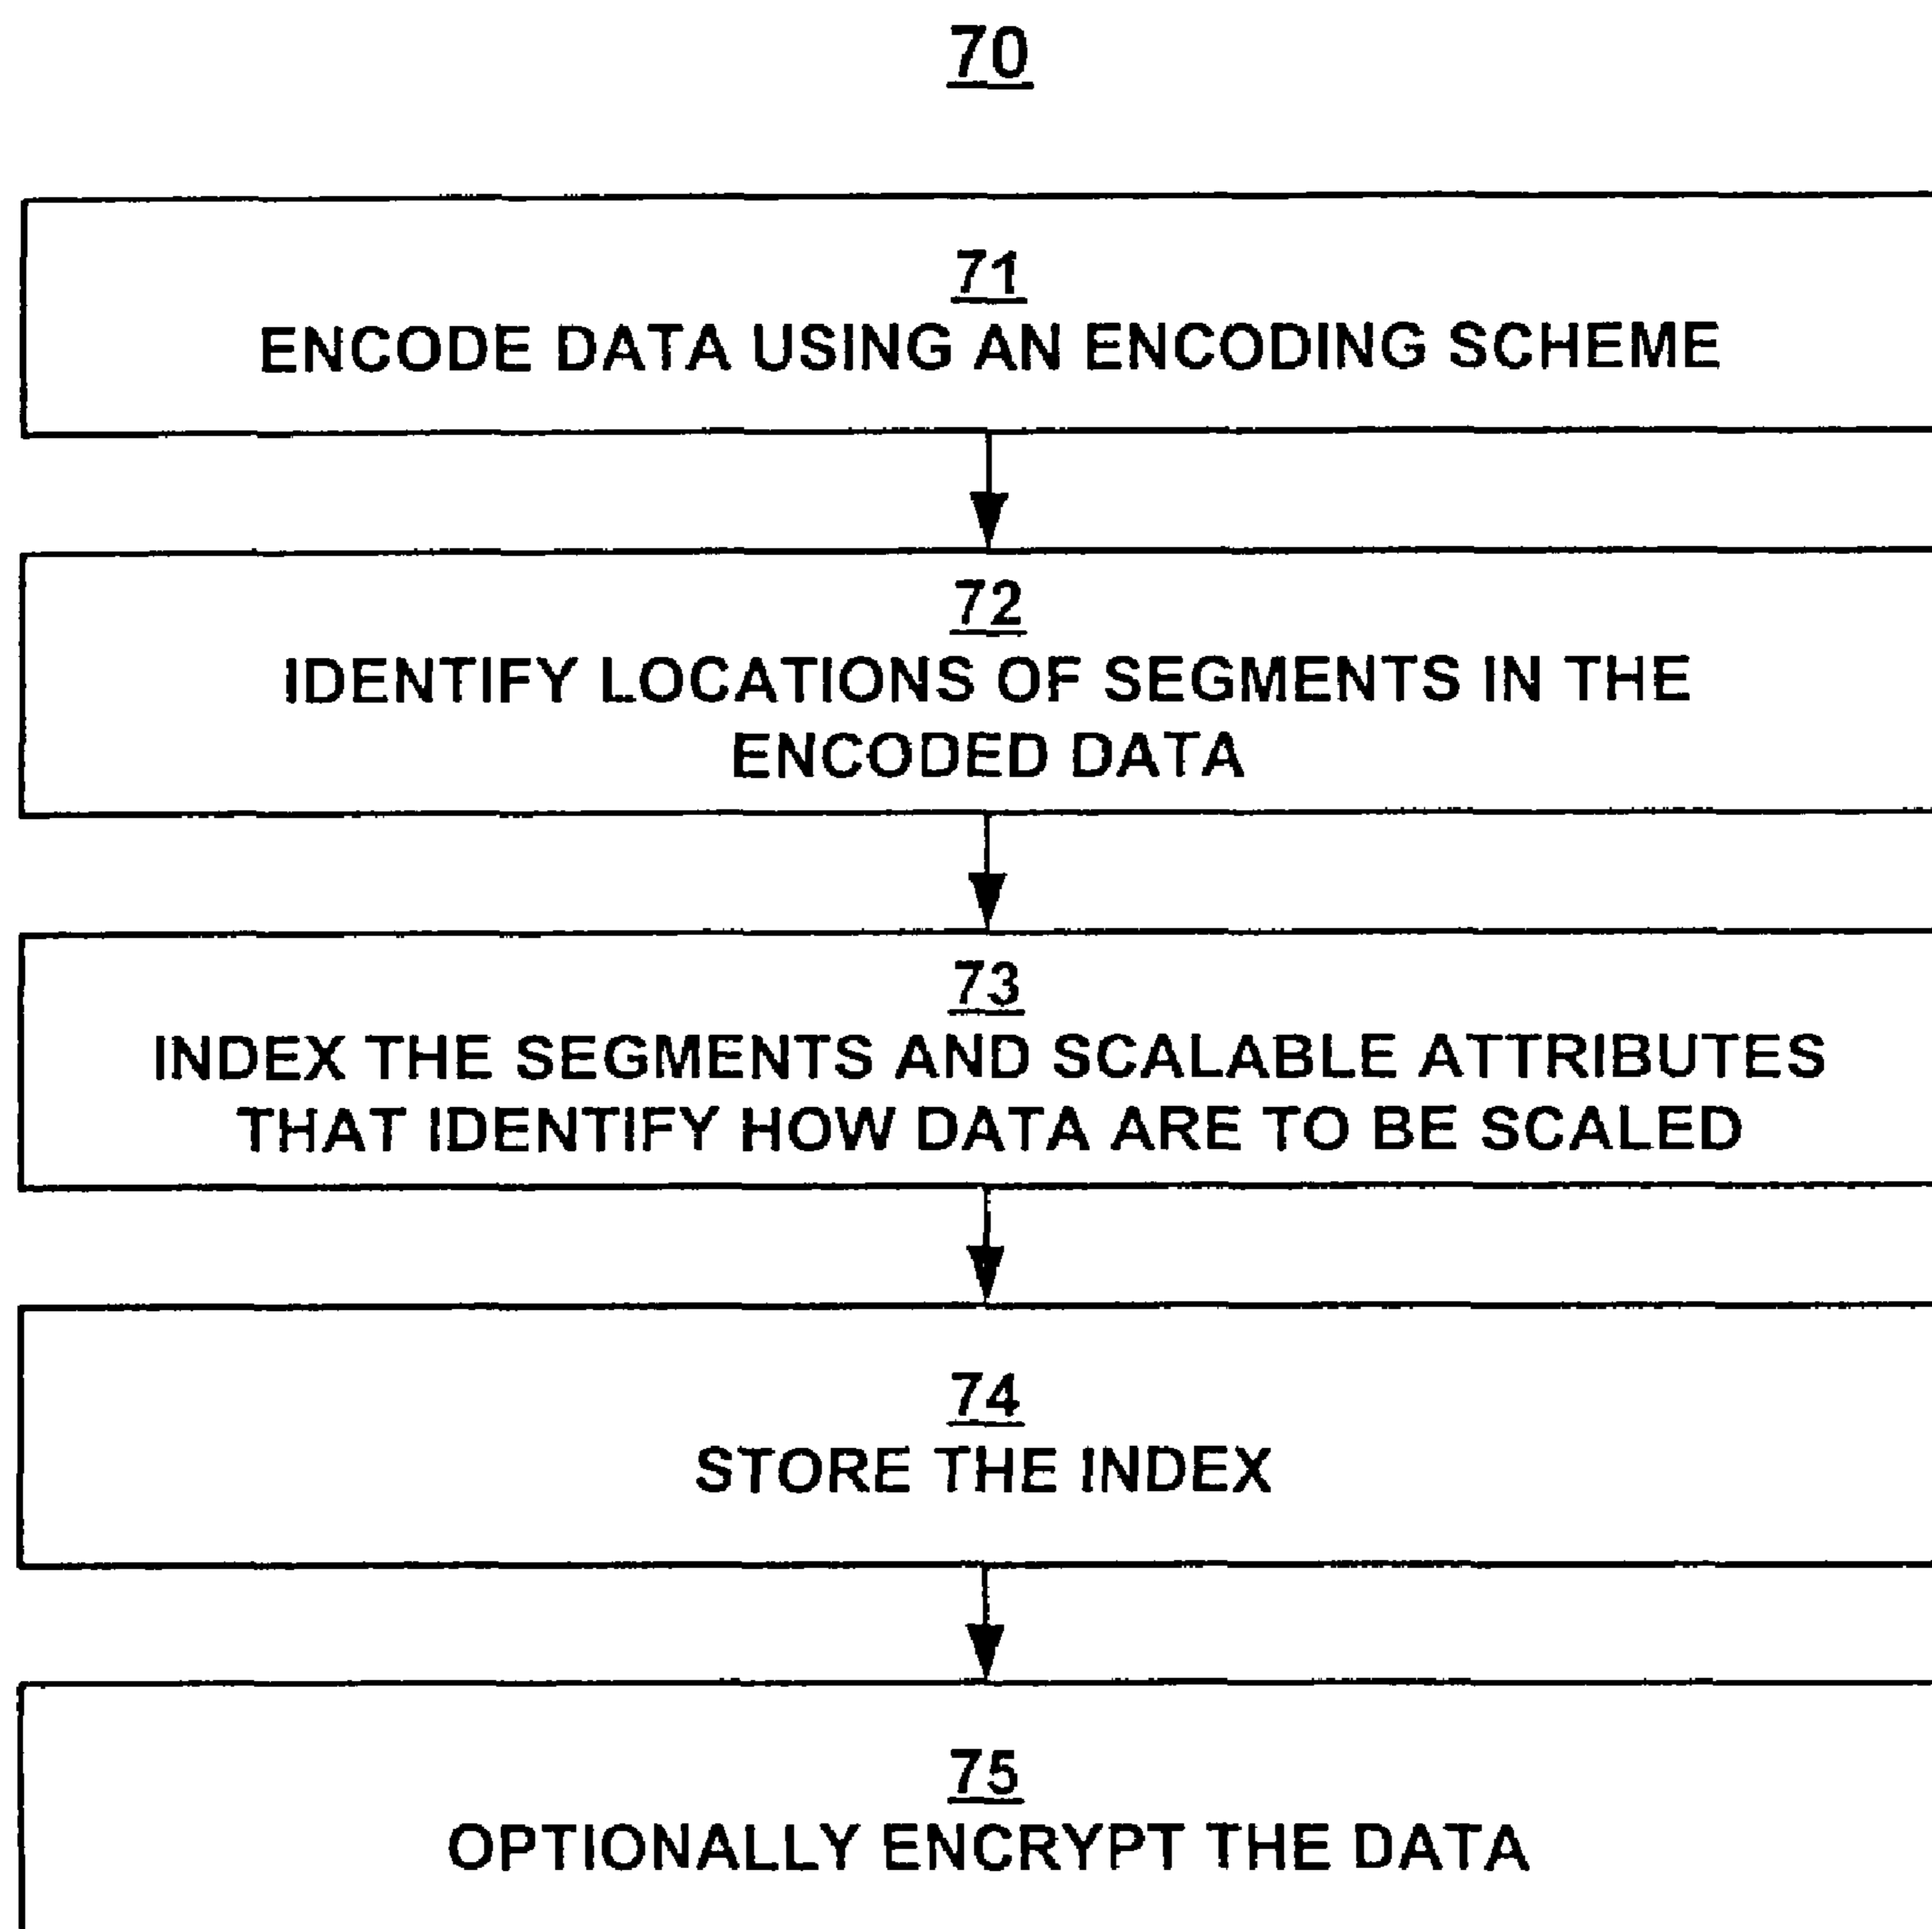 70
71
ENCODE DATA USING AN ENCODING SCHEME
72
IDENTIFY LOCATIONS OF SEGMENTS IN THE
ENCODED DATA
73
INDEX THE SEGMENTS AND SCALABLE ATTRIBUTES
THAT IDENTIFY HOW DATA ARE TO BE SCALED
74
STORE THE INDEX
75
OPTIONALLY ENCRYPT THE DATA